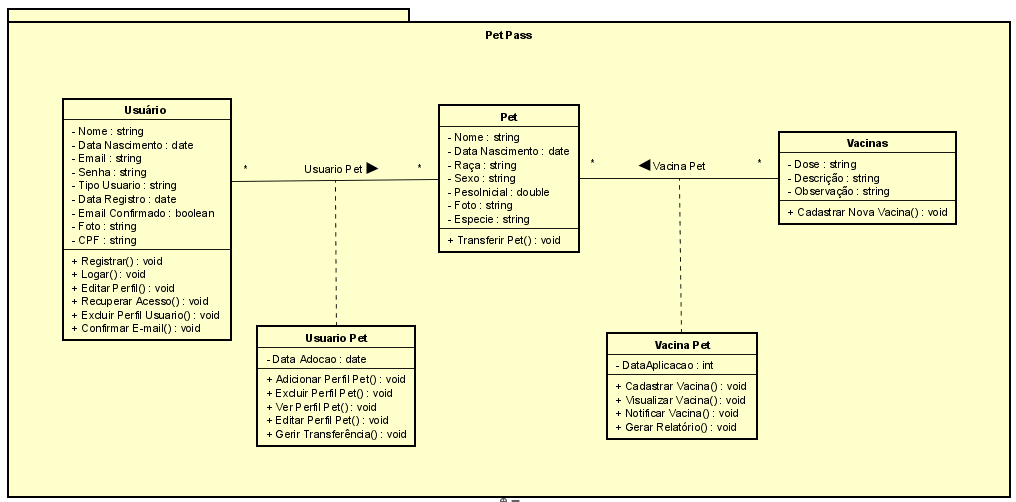 Pet Pass
Usuário
- Nome : string
- Data Nascimento : date
- Email : string
- Senha : string
- Tipo Usuario : string
- Data Registro : date
- Email Confirmado : boolean
- Foto : string
- CPF : string
+ Registrar() : void
+ Logar() : void
+ Editar Perfil() : void
+ Recuperar Acesso() : void
+ Excluir Perfil Usuario() : void
+ Confirmar E-mail() : void
* Usuario Pet ▶ *
Pet
- Nome : string
- Data Nascimento : date
- Raça : string
- Sexo : string
- PesoInicial : double
- Foto : string
- Especie : string
+ Transferir Pet() : void
* ◀ Vacina Pet *
Vacinas
- Dose : string
- Descrição : string
- Observação : string
+ Cadastrar Nova Vacina() : void
Usuario Pet
- Data Adocao : date
+ Adicionar Perfil Pet() : void
+ Excluir Perfil Pet() : void
+ Ver Perfil Pet() : void
+ Editar Perfil Pet() : void
+ Gerir Transferência() : void
Vacina Pet
- DataAplicacao : int
+ Cadastrar Vacina() : void
+ Visualizar Vacina() : void
+ Notificar Vacina() : void
+ Gerar Relatório() : void